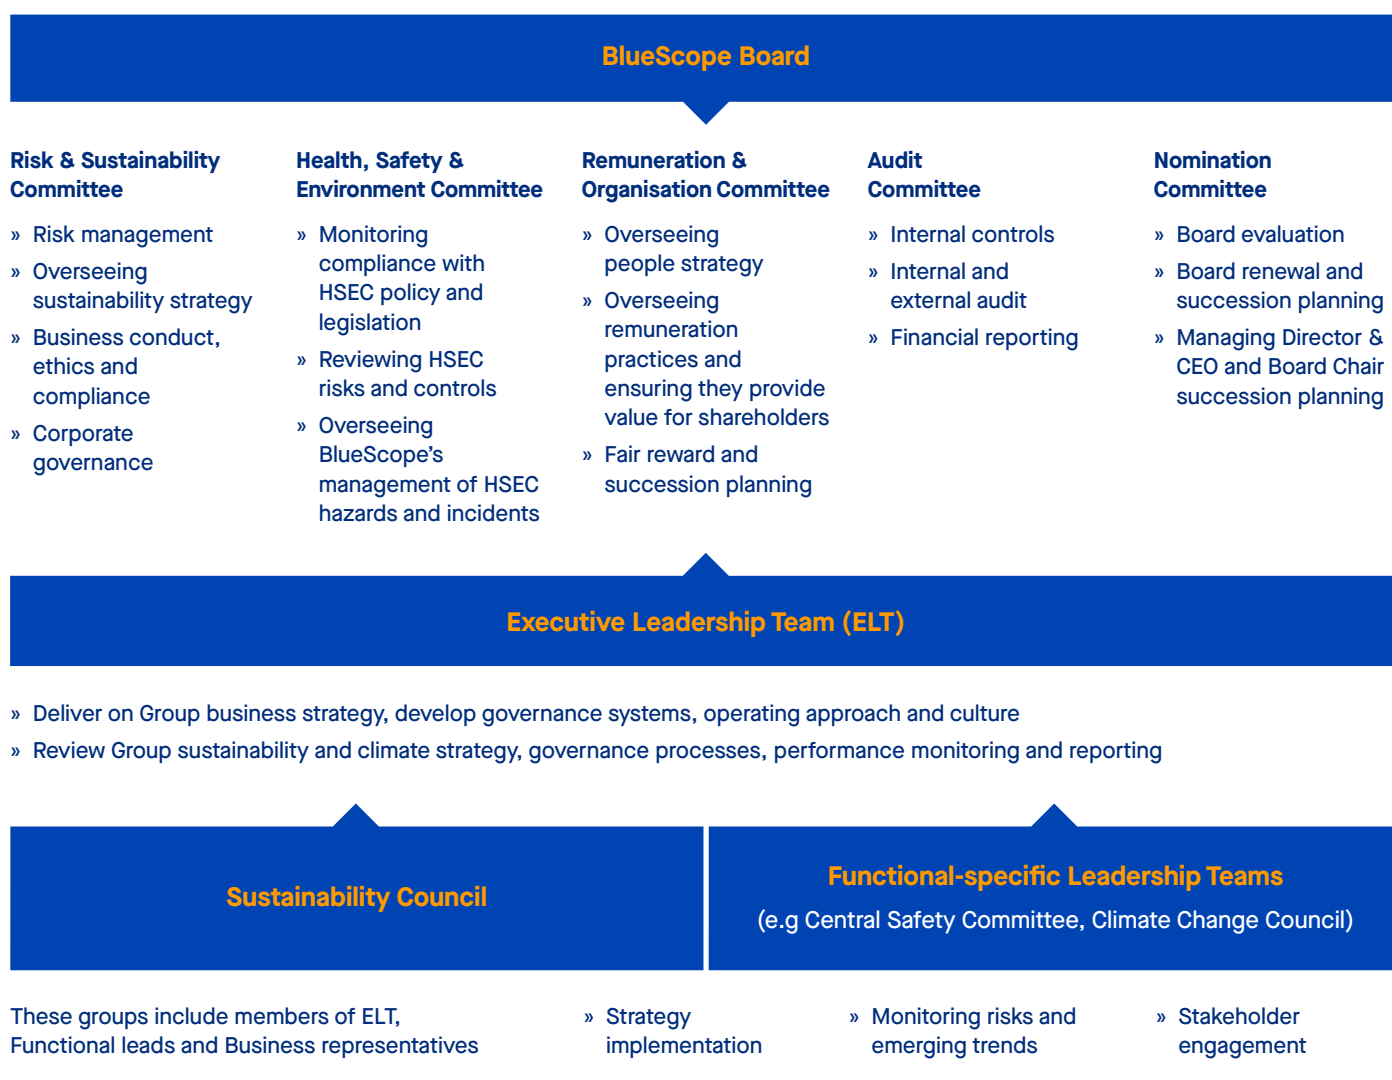 BlueScope Board
Risk & Sustainability
Committee
» Risk management
» Overseeing
sustainability strategy
» Business conduct,
ethics and
compliance
» Corporate
governance
Health, Safety &
Environment Committee
» Monitoring
compliance with
HSEC policy and
legislation
» Reviewing HSEC
risks and controls
» Overseeing
BlueScope’s
management of HSEC
hazards and incidents
Remuneration &
Organisation Committee
» Overseeing
people strategy
» Overseeing
remuneration
practices and
ensuring they provide
value for shareholders
» Fair reward and
succession planning
Audit
Committee
» Internal controls
» Internal and
external audit
» Financial reporting
Nomination
Committee
» Board evaluation
» Board renewal and
succession planning
» Managing Director &
CEO and Board Chair
succession planning
Executive Leadership Team (ELT)
» Deliver on Group business strategy, develop governance systems, operating approach and culture
» Review Group sustainability and climate strategy, governance processes, performance monitoring and reporting
Sustainability Council
Functional-specific Leadership Teams
(e.g Central Safety Committee, Climate Change Council)
These groups include members of ELT,
Functional leads and Business representatives
» Strategy
implementation
» Monitoring risks and
emerging trends
» Stakeholder
engagement